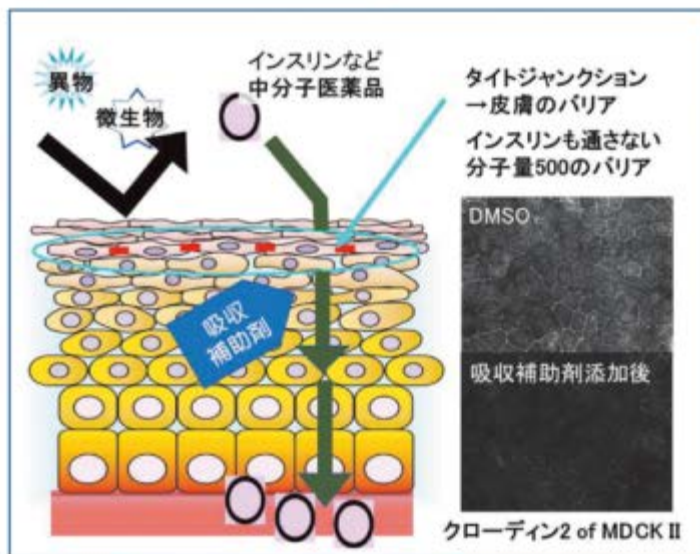 異物
微生物
インスリンなど
中分子医薬品
タイトジャンクション
→皮膚のバリア
インスリンも通さない
分子量500のバリア
吸収
補助剤
DMSO
吸収補助剤添加後
クローディン2 of MDCK II